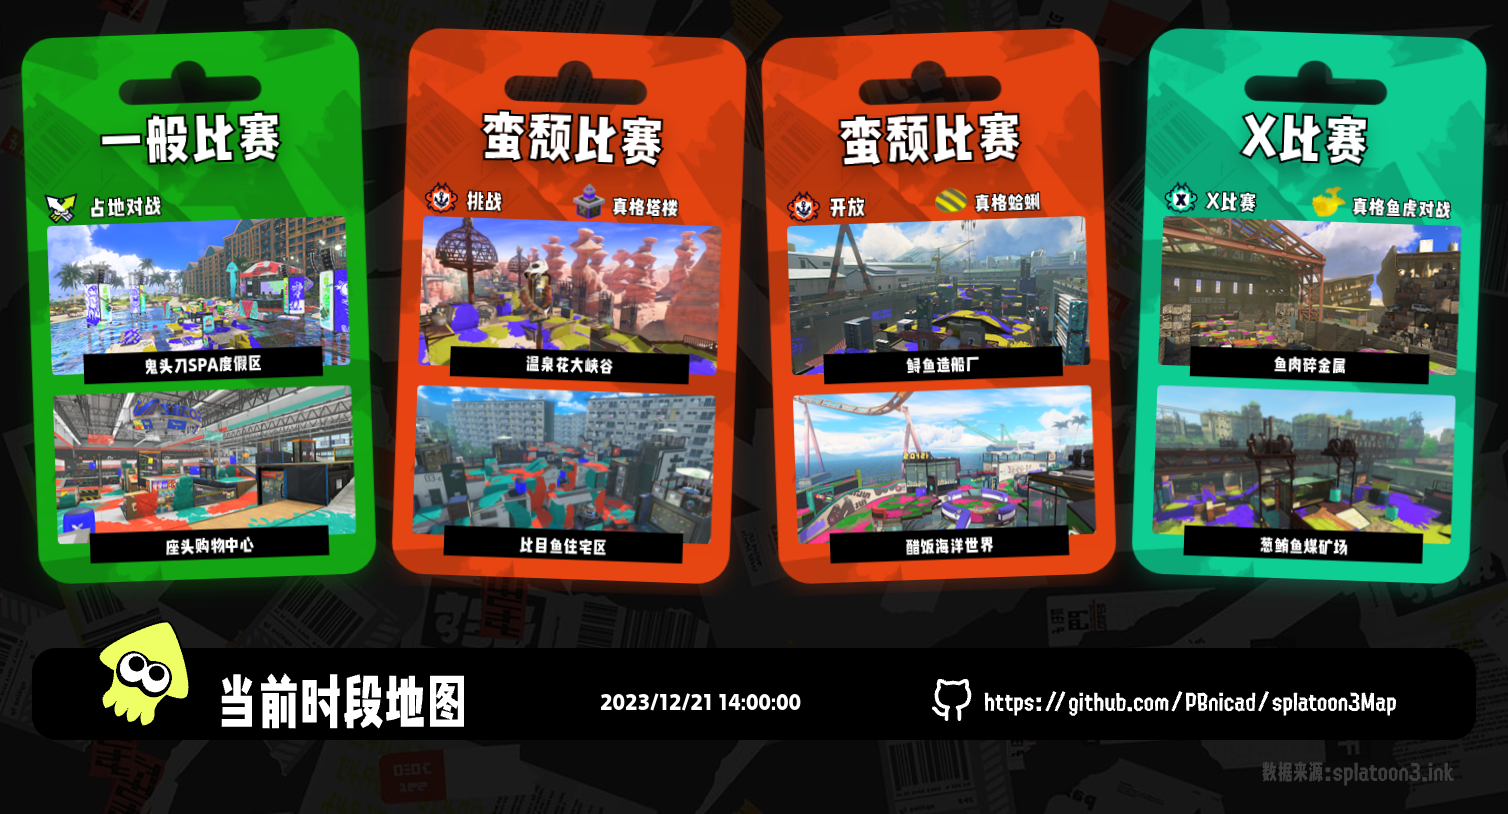 一般比赛
占地对战
鬼头刀SPA度假区
座头购物中心
蛮颓比赛
挑战
真格塔楼
温泉花大峡谷
比目鱼住宅区
蛮颓比赛
开放
真格蛤蜊
鲟鱼造船厂
醋饭海洋世界
X比赛
X比赛
真格鱼虎对战
鱼肉碎金属
葱鲔鱼煤矿场
当前时段地图
2023/12/21 14:00:00
https://github.com/PBnicad/splatoon3Map
数据来源:splatoon3.ink